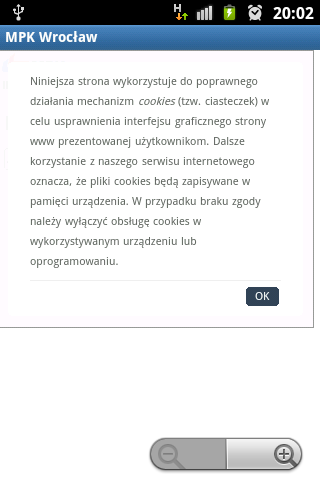 H
20:02
MPK Wrocław
Niniejsza strona wykorzystuje do poprawnego
działania mechanizm cookies (tzw. ciasteczek) w
celu usprawnienia interfejsu graficznego strony
www prezentowanej użytkownikom. Dalsze
korzystanie z naszego serwisu internetowego
oznacza, że pliki cookies będą zapisywane w
pamięci urządzenia. W przypadku braku zgody
należy wyłączyć obsługę cookies w
wykorzystywanym urządzeniu lub
oprogramowaniu.
OK